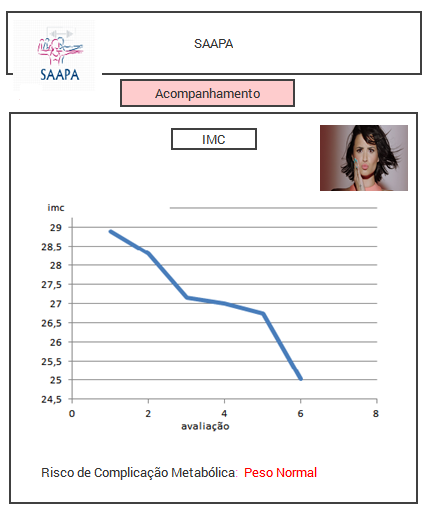 SAAPA
SAAPA
Acompanhamento
IMC
imc
29
28,5
28
27,5
27
26,5
26
25,5
25
24,5
0 2 4 6 8
avaliação
Risco de Complicação Metabólica: Peso Normal